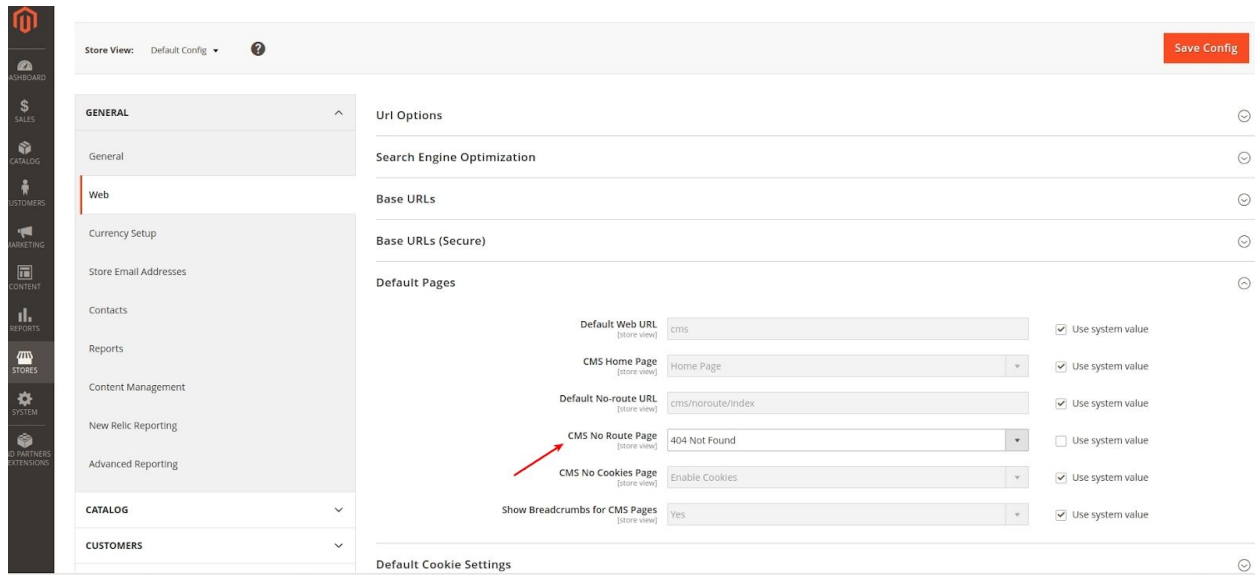 Store View: Default Config
Save Config
DASHBOARD
SALES
CATALOG
CUSTOMERS
MARKETING
CONTENT
REPORTS
STORES
SYSTEM
PARTNERS
EXTENSIONS
GENERAL
General
Web
Currency Setup
Store Email Addresses
Contacts
Reports
Content Management
New Relic Reporting
Advanced Reporting
CATALOG
CUSTOMERS
Url Options
Search Engine Optimization
Base URLs
Base URLs (Secure)
Default Pages
Default Web URL cms Use system value
[store view]
CMS Home Page Home Page Use system value
[store view]
Default No-route URL cms/noroute/index Use system value
[store view]
CMS No Route Page 404 Not Found Use system value
[store view]
CMS No Cookies Page Enable Cookies Use system value
[store view]
Show Breadcrumbs for CMS Pages Yes Use system value
[store view]
Default Cookie Settings